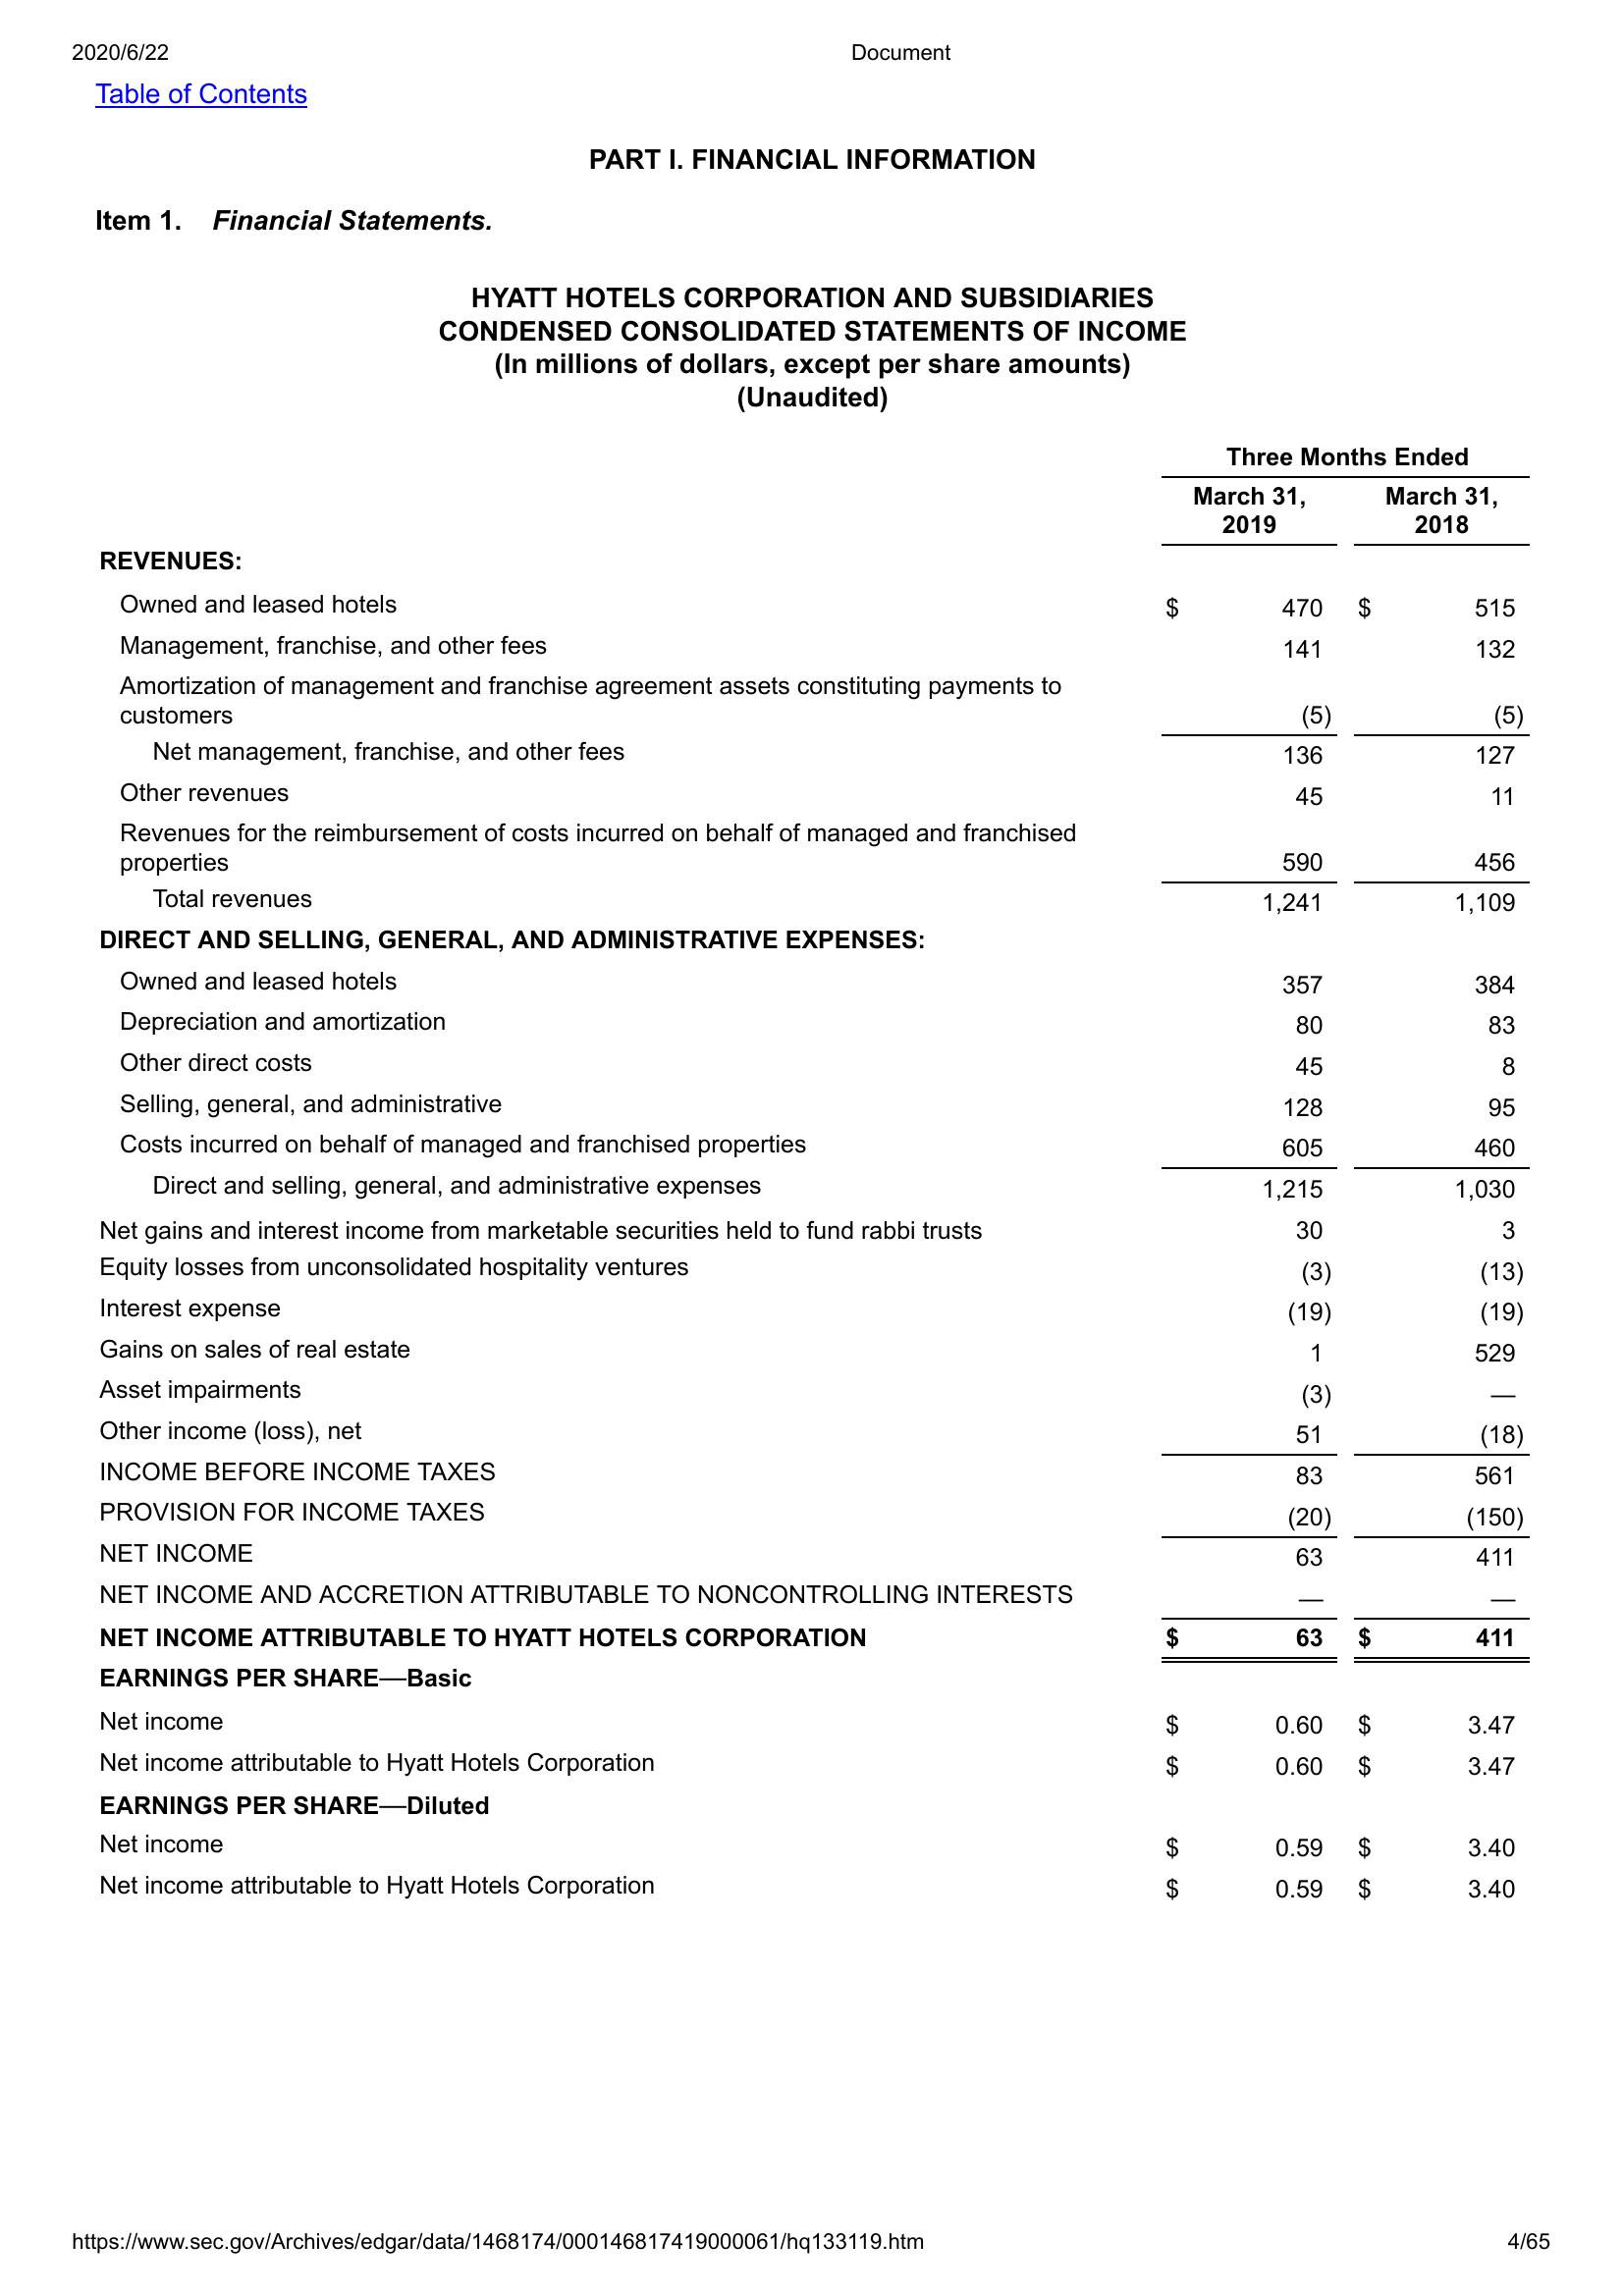 2020/6/22 Document
Table of Contents
PART I. FINANCIAL INFORMATION
Item 1. Financial Statements.
HYATT HOTELS CORPORATION AND SUBSIDIARIES
CONDENSED CONSOLIDATED STATEMENTS OF INCOME
(In millions of dollars, except per share amounts)
(Unaudited)
Three Months Ended
March 31, March 31,
2019 2018
REVENUES:
Owned and leased hotels $ 470 $ 515
Management, franchise, and other fees 141 132
Amortization of management and franchise agreement assets constituting payments to
customers (5) (5)
Net management, franchise, and other fees 136 127
Other revenues 45 11
Revenues for the reimbursement of costs incurred on behalf of managed and franchised
properties 590 456
Total revenues 1,241 1,109
DIRECT AND SELLING, GENERAL, AND ADMINISTRATIVE EXPENSES:
Owned and leased hotels 357 384
Depreciation and amortization 80 83
Other direct costs 45 8
Selling, general, and administrative 128 95
Costs incurred on behalf of managed and franchised properties 605 460
Direct and selling, general, and administrative expenses 1,215 1,030
Net gains and interest income from marketable securities held to fund rabbi trusts 30 3
Equity losses from unconsolidated hospitality ventures (3) (13)
Interest expense (19) (19)
Gains on sales of real estate 1 529
Asset impairments (3) —
Other income (loss), net 51 (18)
INCOME BEFORE INCOME TAXES 83 561
PROVISION FOR INCOME TAXES (20) (150)
NET INCOME 63 411
NET INCOME AND ACCRETION ATTRIBUTABLE TO NONCONTROLLING INTERESTS — —
NET INCOME ATTRIBUTABLE TO HYATT HOTELS CORPORATION $ 63 $ 411
EARNINGS PER SHARE—Basic
Net income $ 0.60 $ 3.47
Net income attributable to Hyatt Hotels Corporation $ 0.60 $ 3.47
EARNINGS PER SHARE—Diluted
Net income $ 0.59 $ 3.40
Net income attributable to Hyatt Hotels Corporation $ 0.59 $ 3.40
https://www.sec.gov/Archives/edgar/data/1468174/000146817419000061/hq133119.htm 4/65